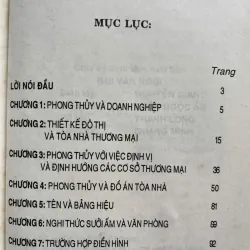 MỤC LỤC:
Trang
LỜI NÓI ĐẦU 3
CHƯƠNG 1: PHONG THỦY VÀ DOANH NGHIỆP 5
CHƯƠNG 2: THIẾT KẾ ĐÔ THỊ
VÀ TÒA NHÀ THƯƠNG MẠI 15
CHƯƠNG 3: PHONG THỦY VỚI VIỆC ĐỊNH VỊ
VÀ ĐỊNH HƯỚNG CÁC CƠ SỞ THƯƠNG MẠI 36
CHƯƠNG 4: PHONG THỦY VÀ ĐỒ ÁN TÒA NHÀ 50
CHƯƠNG 5: TÊN VÀ BẢNG HIỆU 81
CHƯƠNG 6: NGHI THỨC SƯỞI ẤM VÀ VĂN PHÒNG 89
CHƯƠNG 7: TRƯỜNG HỢP ĐIỂN HÌNH 92